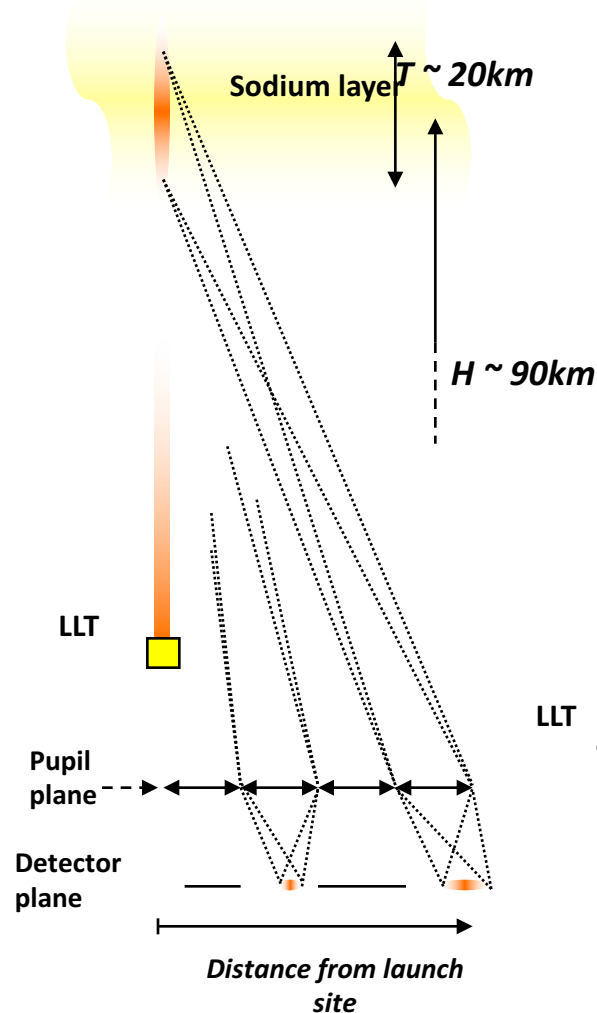 Sodium layer
T ~ 20km
H ~ 90km
LLT
LLT
Pupil
plane
Detector
plane
Distance from launch
site